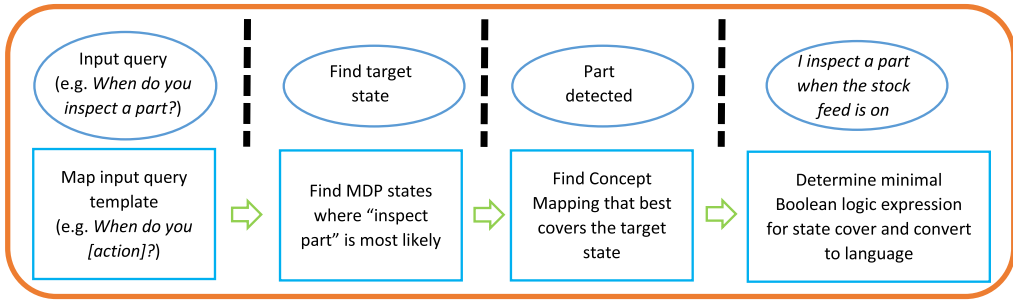 Input query
(e.g. When do you
inspect a part?)
Find target
state
Part
detected
I inspect a part
when the stock
feed is on
Map input query
template
(e.g. When do you
[action]?)
Find MDP states
where “inspect
part” is most likely
Find Concept
Mapping that best
covers the target
state
Determine minimal
Boolean logic expression
for state cover and convert
to language